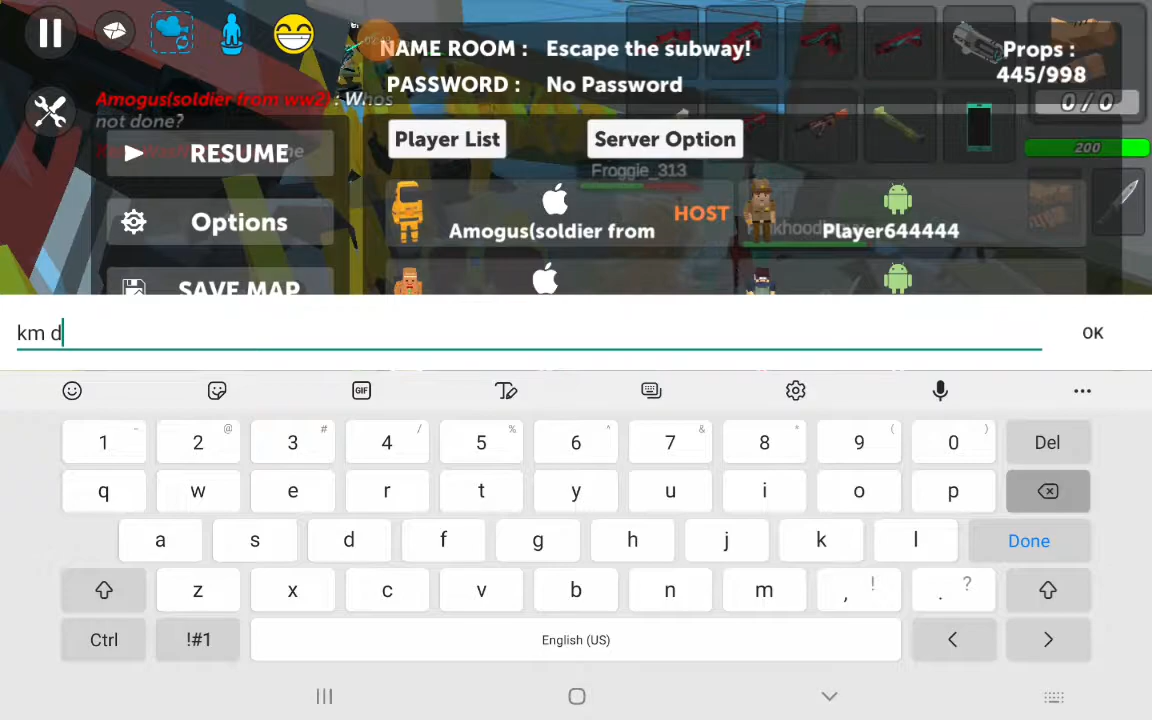 NAME ROOM : Escape the subway!
PASSWORD : No Password
Props :
445/998
0 / 0
200
Amogus(soldier from ww2) : Whos
not done?
RESUME
Player List
Server Option
Froggie_313
Options
HOST
Amogus(soldier from
Player644444
SAVE MAP
km d
OK
GIF
1 2 3 4 5 6 7 8 9 0 Del
q w e r t y u i o p
a s d f g h j k l Done
z x c v b n m , ! . ?
Ctrl !#1 English (US) < >